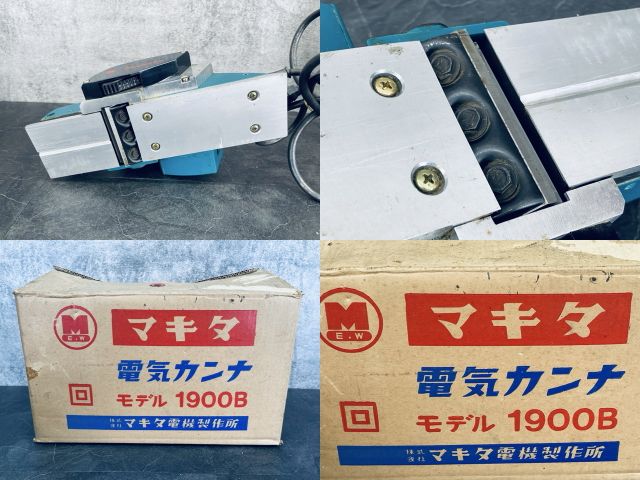 M
E.W
マキタ
電気カンナ
モデル 1900B
株式会社 マキタ電機製作所
M
E.W
マキタ
電気カンナ
モデル 1900B
株式会社 マキタ電機製作所